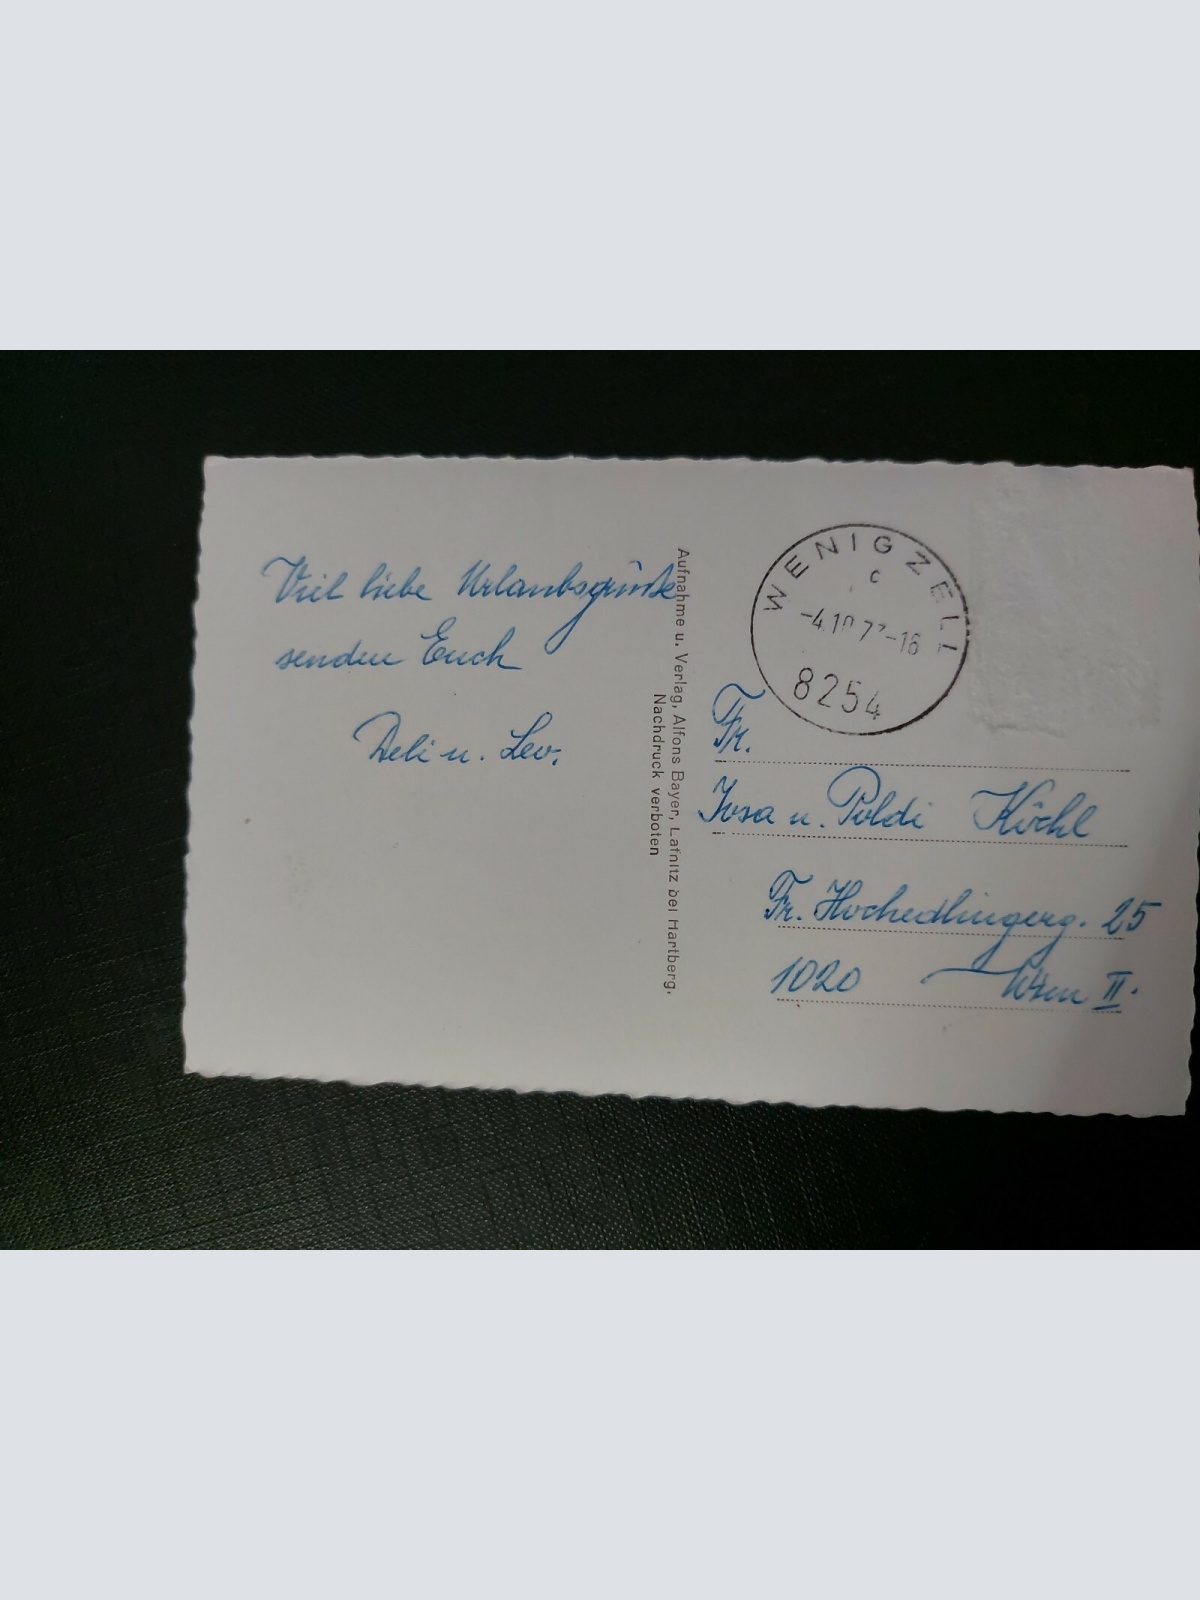 Viel liebe Urlaubsgrüße
senden Euch
Deli u. Leo.
Aufnahme u. Verlag, Alfons Bayer, Lafnitz bei Hartberg.
Nachdruck verboten
WENIGZELL
c
8254
Fr.
Josa u. Poldi Köchl
Fr. Hochedlingerg. 25
1020 Wien II.